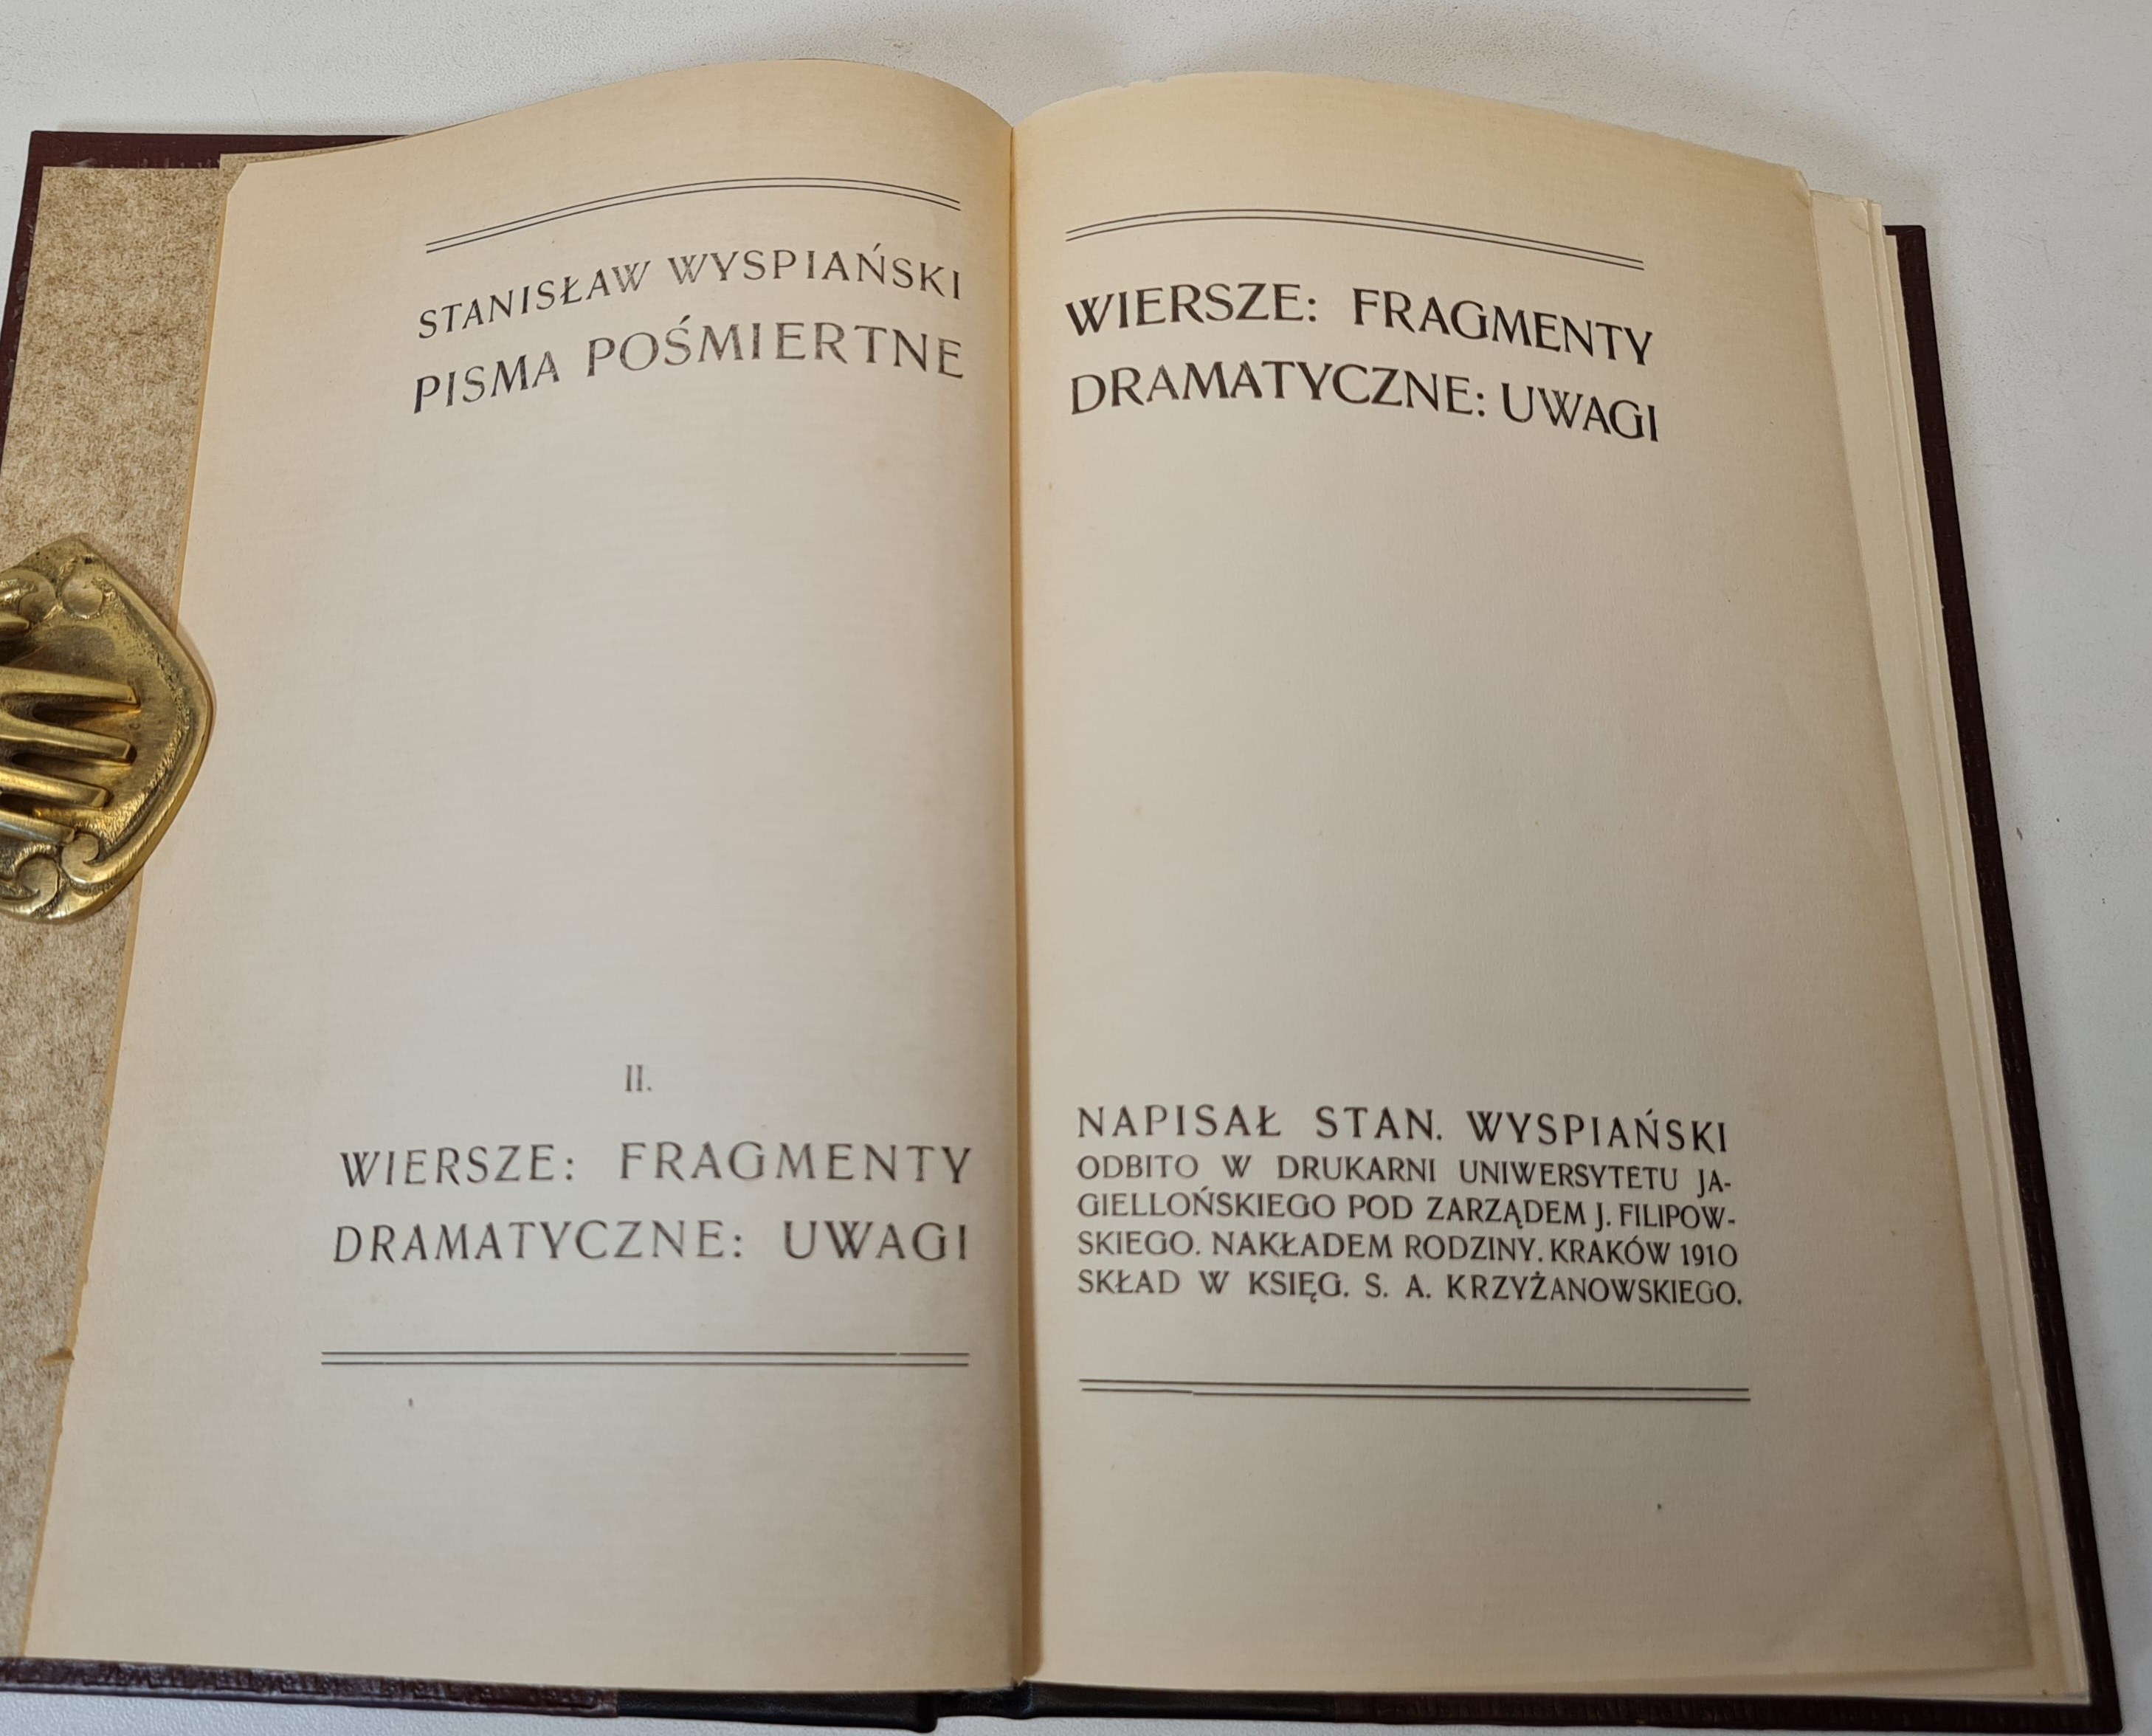 STANISŁAW WYSPIAŃSKI
PISMA POŚMIERTNE
II.
WIERSZE: FRAGMENTY
DRAMATYCZNE: UWAGI
WIERSZE: FRAGMENTY
DRAMATYCZNE: UWAGI
NAPISAŁ STAN. WYSPIAŃSKI
ODBITO W DRUKARNI UNIWERSYTETU JA-
GIELLOŃSKIEGO POD ZARZĄDEM J. FILIPOW-
SKIEGO. NAKŁADEM RODZINY. KRAKÓW 1910
SKŁAD W KSIĘG. S. A. KRZYŻANOWSKIEGO.